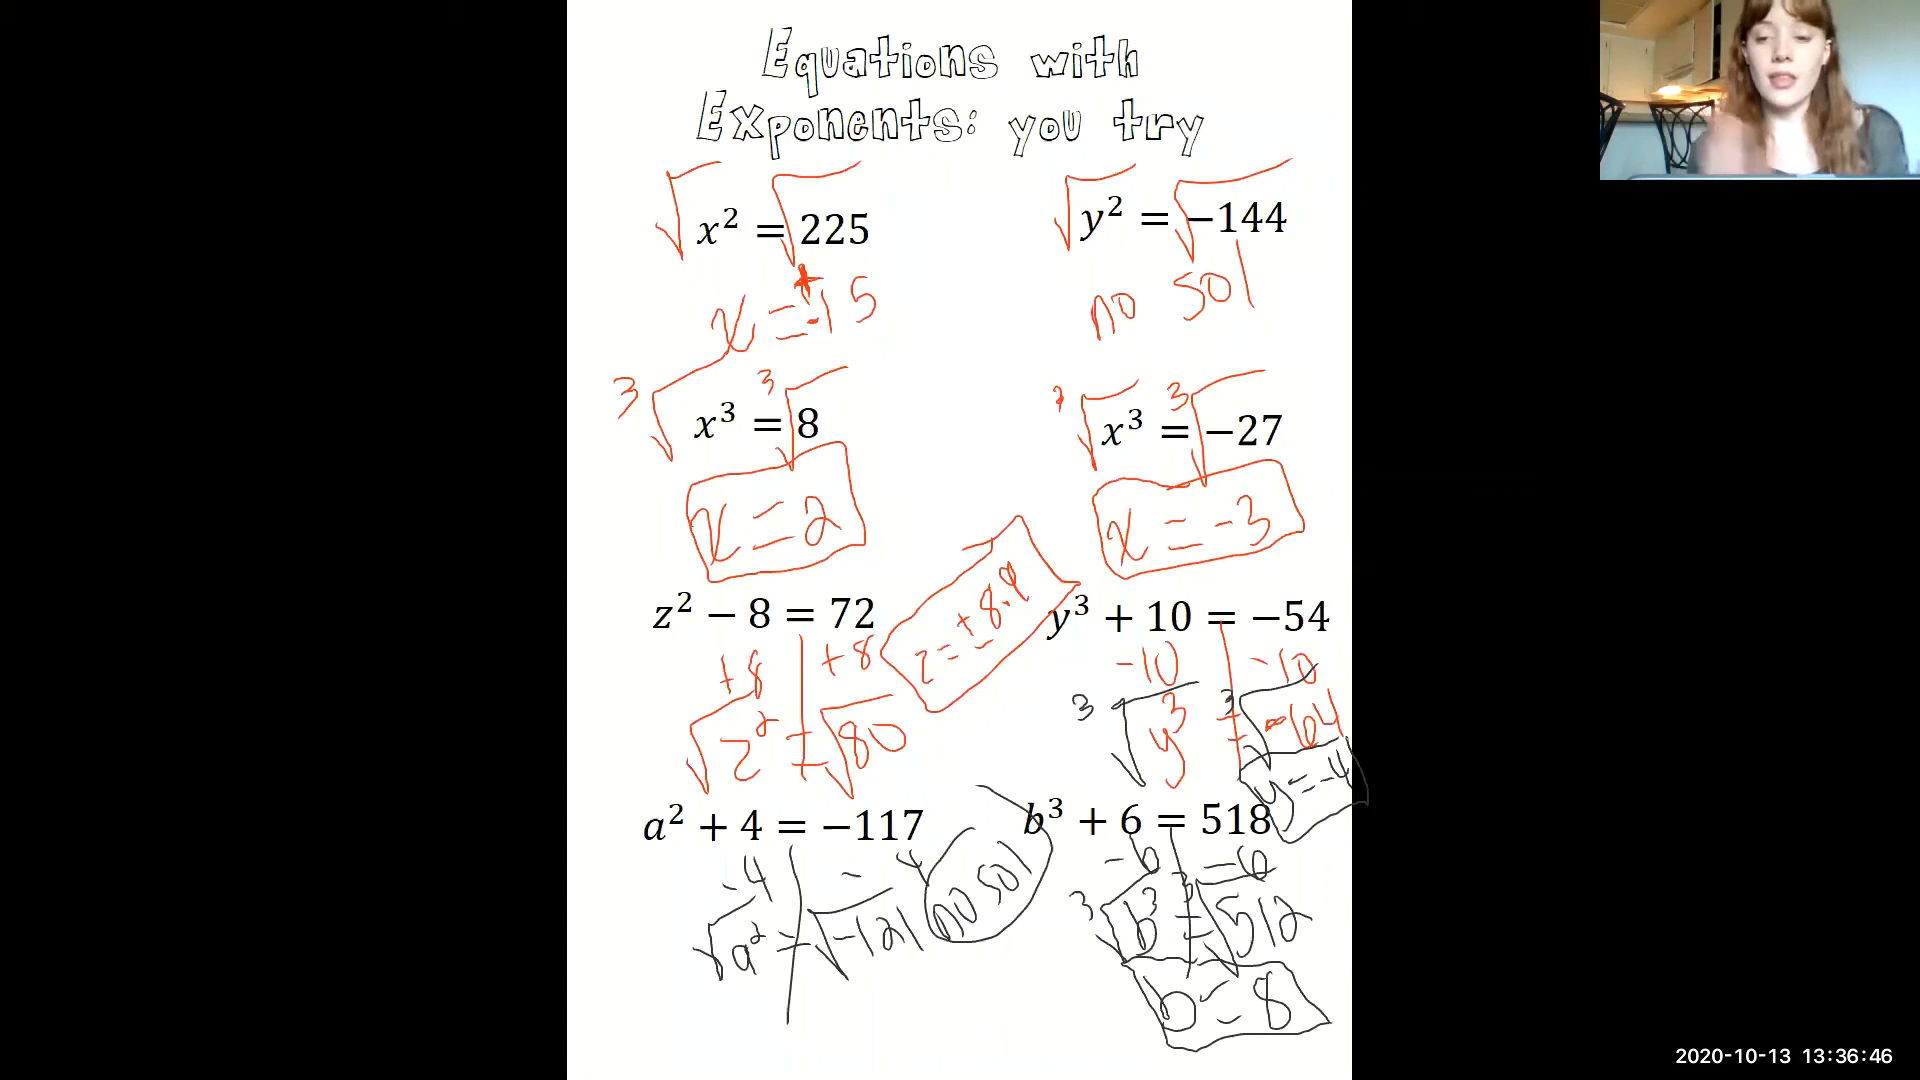 Equations with
Exponents: you try
√x² = √225
x = ±15
√y² = √−144
no sol
³√x³ = ³√8
x = 2
³√x³ = ³√−27
x = -3
z² − 8 = 72
+8 | +8
√z² = √80
z = ± 8.9
y³ + 10 = −54
-10 | -10
³√y³ = ³√-64
y = -4
a² + 4 = −117
-4 | - 4
√a² = √-121
no sol
b³ + 6 = 518
-6 | -6
³√b³ = ³√512
b = 8
2020-10-13 13:36:46